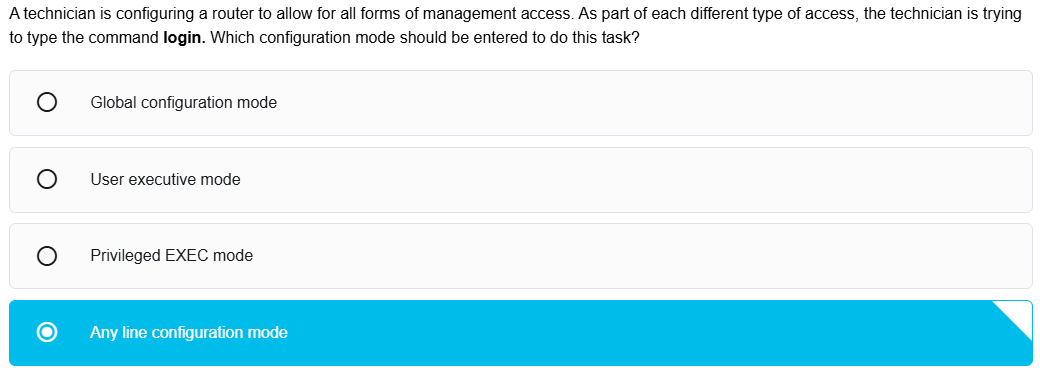 A technician is configuring a router to allow for all forms of management access. As part of each different type of access, the technician is trying
to type the command login. Which configuration mode should be entered to do this task?
Global configuration mode
User executive mode
Privileged EXEC mode
Any line configuration mode